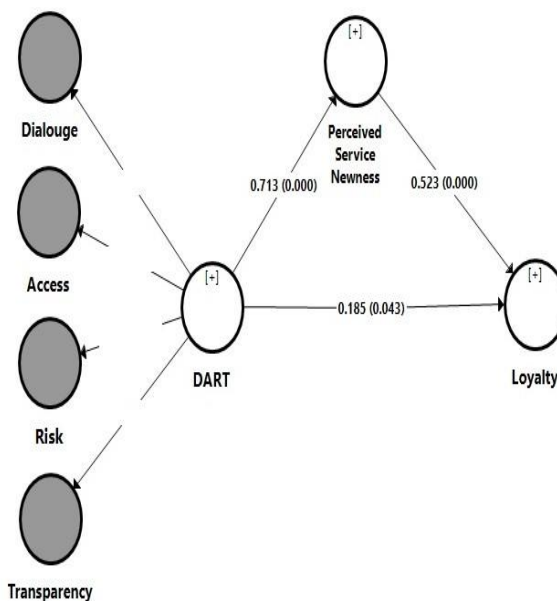 Dialouge
Access
Risk
Transparency
[+]
DART
[+]
Perceived
Service
Newness
0.713 (0.000)
0.523 (0.000)
0.185 (0.043)
[+]
Loyalty